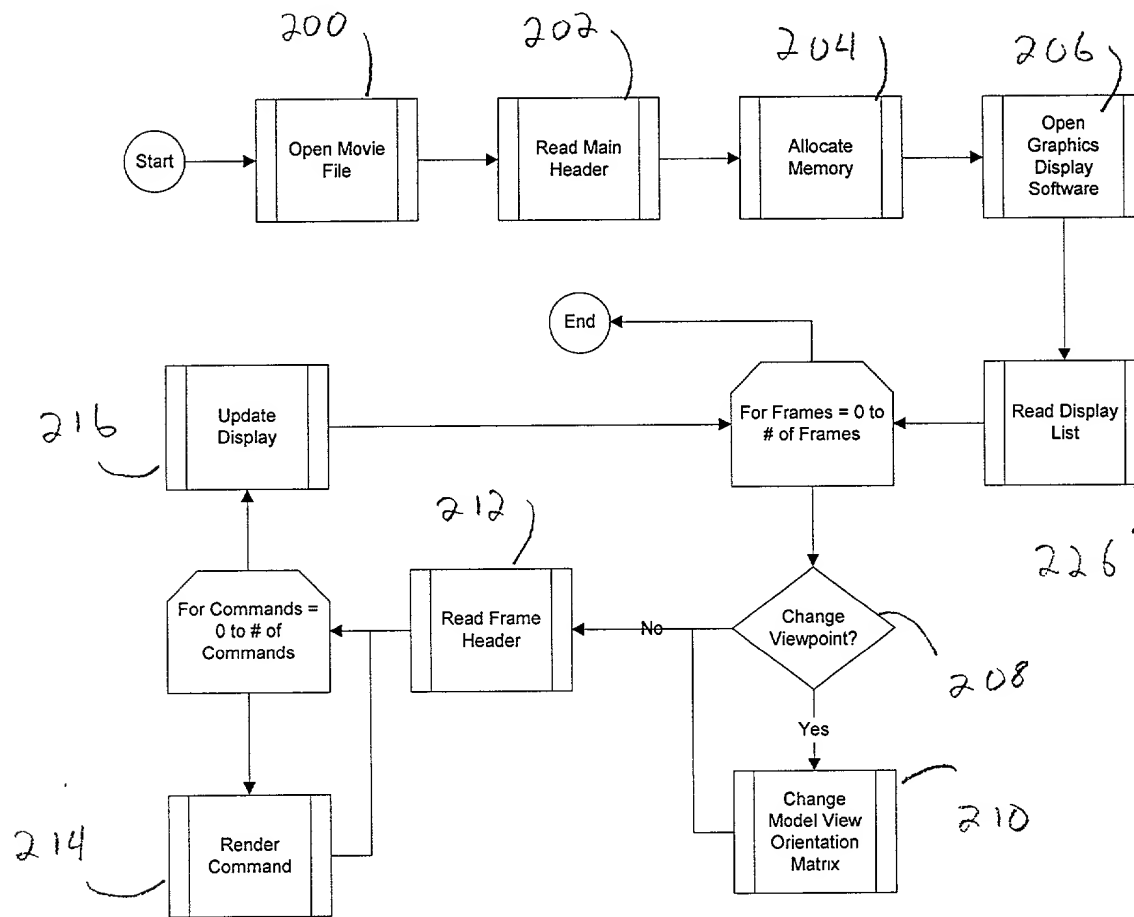 200
202
204
206
Start
Open Movie
File
Read Main
Header
Allocate
Memory
Open
Graphics
Display
Software
End
216
Update
Display
For Frames = 0 to
# of Frames
Read Display
List
226
212
For Commands =
0 to # of
Commands
Read Frame
Header
No
Change
Viewpoint?
208
Yes
214
Render
Command
Change
Model View
Orientation
Matrix
210